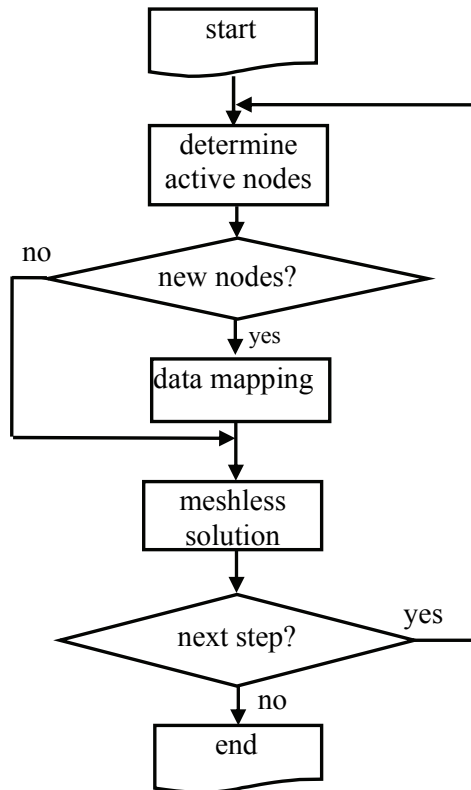 start
determine
active nodes
no
new nodes?
yes
data mapping
meshless
solution
yes
next step?
no
end